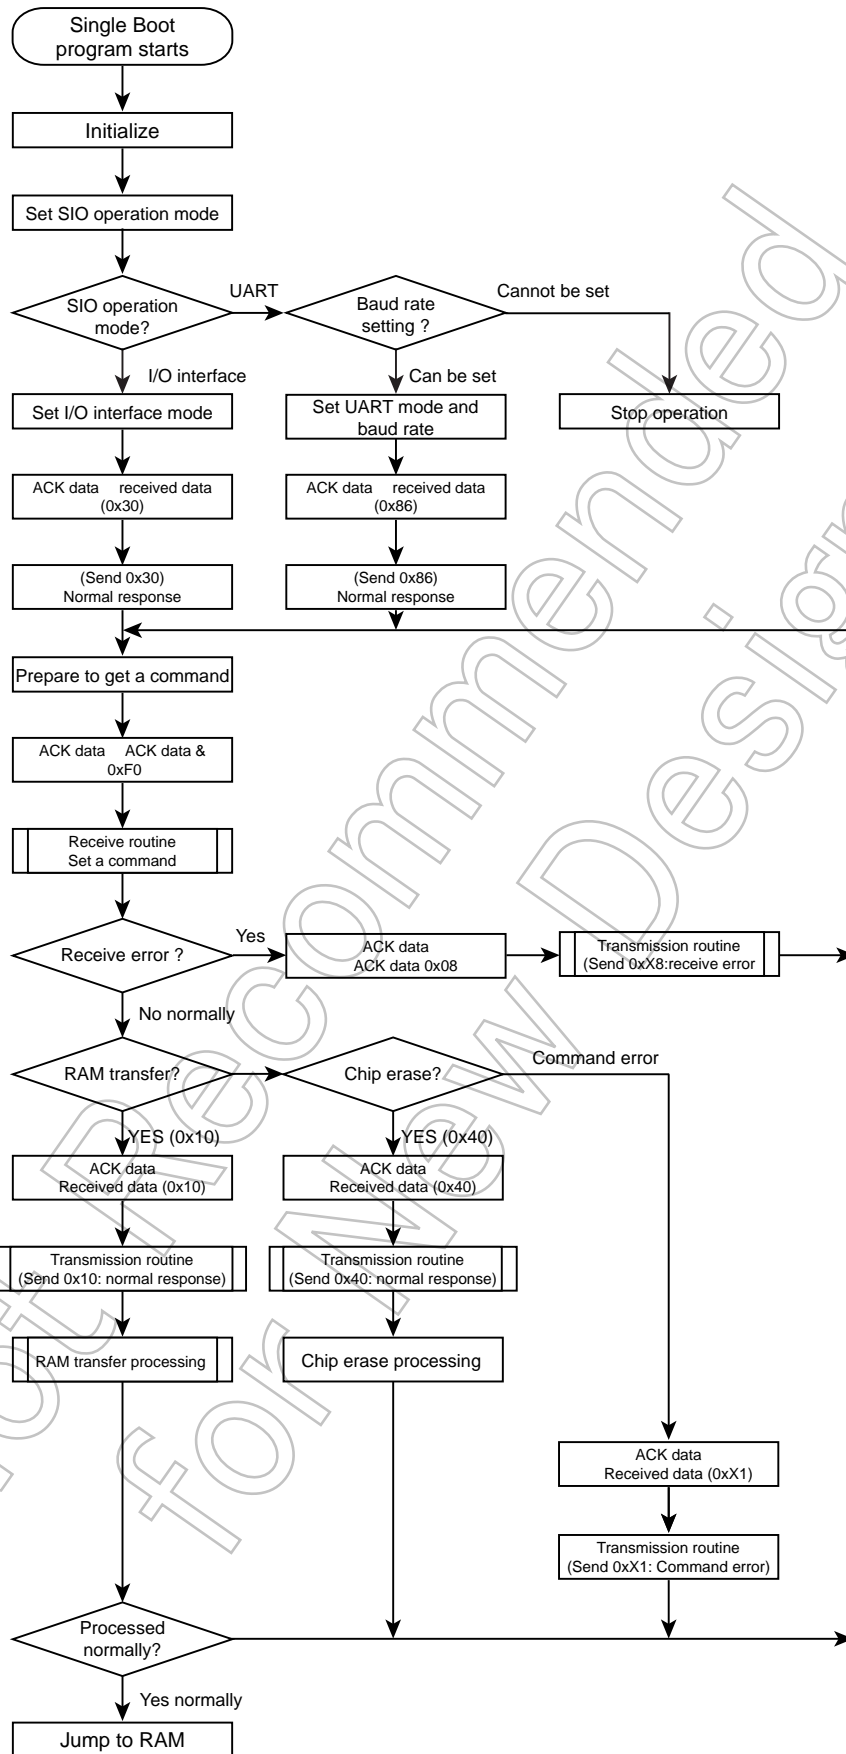 Single Boot
program starts
Initialize
Set SIO operation mode
SIO operation
mode?
UART
Baud rate
setting ?
Cannot be set
I/O interface
Can be set
Set I/O interface mode
Set UART mode and
baud rate
Stop operation
ACK data received data
(0x30)
ACK data received data
(0x86)
(Send 0x30)
Normal response
(Send 0x86)
Normal response
Prepare to get a command
ACK data ACK data &
0xF0
Receive routine
Set a command
Receive error ?
Yes
ACK data
ACK data 0x08
Transmission routine
(Send 0xX8:receive error
No normally
RAM transfer?
Chip erase?
Command error
YES (0x10)
YES (0x40)
ACK data
Received data (0x10)
ACK data
Received data (0x40)
Transmission routine
(Send 0x10: normal response)
Transmission routine
(Send 0x40: normal response)
RAM transfer processing
Chip erase processing
ACK data
Received data (0xX1)
Transmission routine
(Send 0xX1: Command error)
Processed
normally?
Yes normally
Jump to RAM
Not Recommended
for New Design